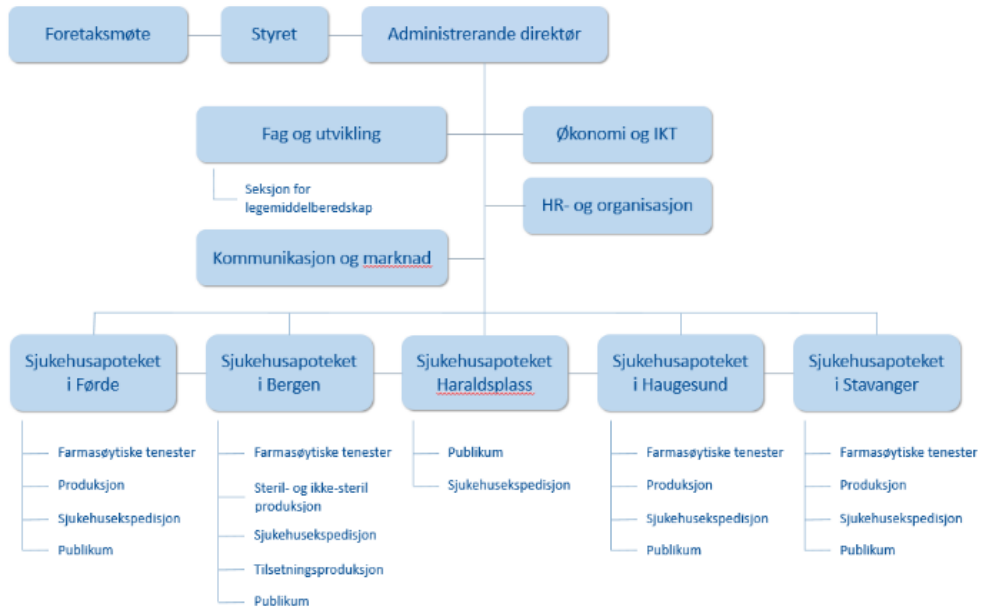 Foretaksmøte
Styret
Administrerande direktør
Fag og utvikling
Økonomi og IKT
Seksjon for
legemiddelberedskap
HR- og organisasjon
Kommunikasjon og marknad
Sjukehusapoteket
i Førde
Sjukehusapoteket
i Bergen
Sjukehusapoteket
Haraldsplass
Sjukehusapoteket
i Haugesund
Sjukehusapoteket
i Stavanger
Farmasøytiske tenester
Produksjon
Sjukehusekspedisjon
Publikum
Farmasøytiske tenester
Steril- og ikke-steril
produksjon
Sjukehusekspedisjon
Tilsetningsproduksjon
Publikum
Publikum
Sjukehusekspedisjon
Farmasøytiske tenester
Produksjon
Sjukehusekspedisjon
Publikum
Farmasøytiske tenester
Produksjon
Sjukehusekspedisjon
Publikum